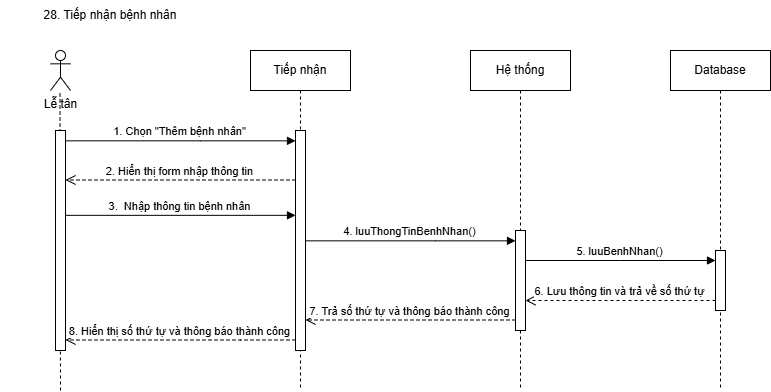 28. Tiếp nhận bệnh nhân
Lễ tân
Tiếp nhận
Hệ thống
Database
1. Chọn "Thêm bệnh nhân"
2. Hiển thị form nhập thông tin
3. Nhập thông tin bệnh nhân
4. luuThongTinBenhNhan()
5. luuBenhNhan()
6. Lưu thông tin và trả về số thứ tự
7. Trả số thứ tự và thông báo thành công
8. Hiển thị số thứ tự và thông báo thành công